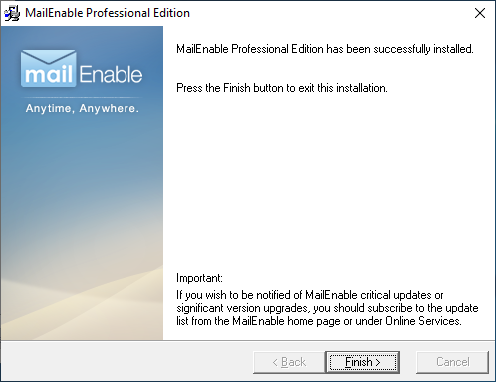 MailEnable Professional Edition
mail Enable
Anytime, Anywhere.
MailEnable Professional Edition has been successfully installed.
Press the Finish button to exit this installation.
Important:
If you wish to be notified of MailEnable critical updates or
significant version upgrades, you should subscribe to the update
list from the MailEnable home page or under Online Services.
< Back
Finish >
Cancel